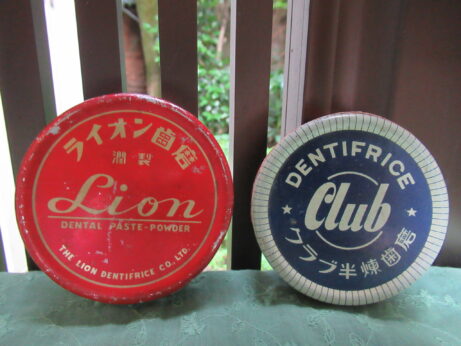 ライオン歯磨
潤製
Lion
DENTAL PASTE-POWDER
THE LION DENTIFRICE CO., LTD.
DENTIFRICE
Club
クラブ半煉歯磨